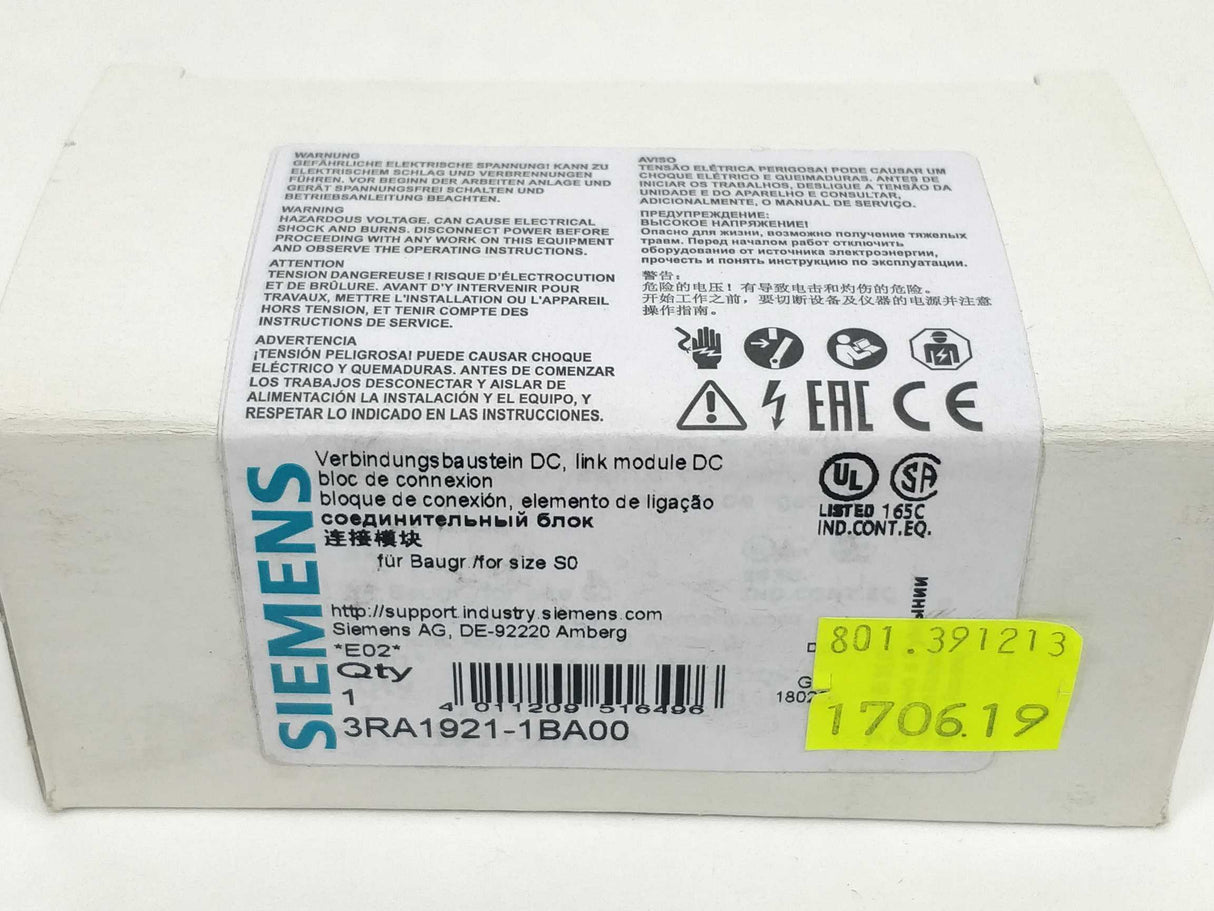 WARNUNG
GEFÄHRLICHE ELEKTRISCHE SPANNUNG! KANN ZU
ELEKTRISCHEM SCHLAG UND VERBRENNUNGEN
FÜHREN. VOR BEGINN DER ARBEITEN ANLAGE UND
GERÄT SPANNUNGSFREI SCHALTEN UND
BETRIEBSANLEITUNG BEACHTEN.
WARNING
HAZARDOUS VOLTAGE. CAN CAUSE ELECTRICAL
SHOCK AND BURNS. DISCONNECT POWER BEFORE
PROCEEDING WITH ANY WORK ON THIS EQUIPMENT
AND OBSERVE THE OPERATING INSTRUCTIONS.
ATTENTION
TENSION DANGEREUSE ! RISQUE D'ÉLECTROCUTION
ET DE BRÛLURE. AVANT D'Y INTERVENIR POUR
TRAVAUX, METTRE L'INSTALLATION OU L'APPAREIL
HORS TENSION, ET TENIR COMPTE DES
INSTRUCTIONS DE SERVICE.
ADVERTENCIA
¡TENSIÓN PELIGROSA! PUEDE CAUSAR CHOQUE
ELÉCTRICO Y QUEMADURAS. ANTES DE COMENZAR
LOS TRABAJOS DESCONECTAR Y AISLAR DE
ALIMENTACIÓN LA INSTALACIÓN Y EL EQUIPO, Y
RESPETAR LO INDICADO EN LAS INSTRUCCIONES.
AVISO
TENSÃO ELÉTRICA PERIGOSA! PODE CAUSAR UM
CHOQUE ELÉTRICO E QUEIMADURAS. ANTES DE
INICIAR OS TRABALHOS, DESLIGUE A TENSÃO DA
UNIDADE E DO APARELHO E CONSULTAR,
ADICIONALMENTE, O MANUAL DE SERVIÇO.
ПРЕДУПРЕЖДЕНИЕ:
ВЫСОКОЕ НАПРЯЖЕНИЕ!
Опасно для жизни, возможно получение тяжелых
травм. Перед началом работ отключить
оборудование от источника электроэнергии,
прочесть и понять инструкцию по эксплуатации.
警告:
危险的电压! 有导致电击和灼伤的危险。
开始工作之前, 要切断设备及仪器的电源并注意
操作指南。
EAC CE
SIEMENS
Verbindungsbaustein DC, link module DC
bloc de connexion
bloque de conexión, elemento de ligação
соединительный блок
连接模块
für Baugr./for size S0
UL SA
LISTED 165C
IND.CONT.EQ.
http://support.industry.siemens.com
Siemens AG, DE-92220 Amberg
*E02*
Qty
1
4 011209 516496
3RA1921-1BA00
801.391213
170619